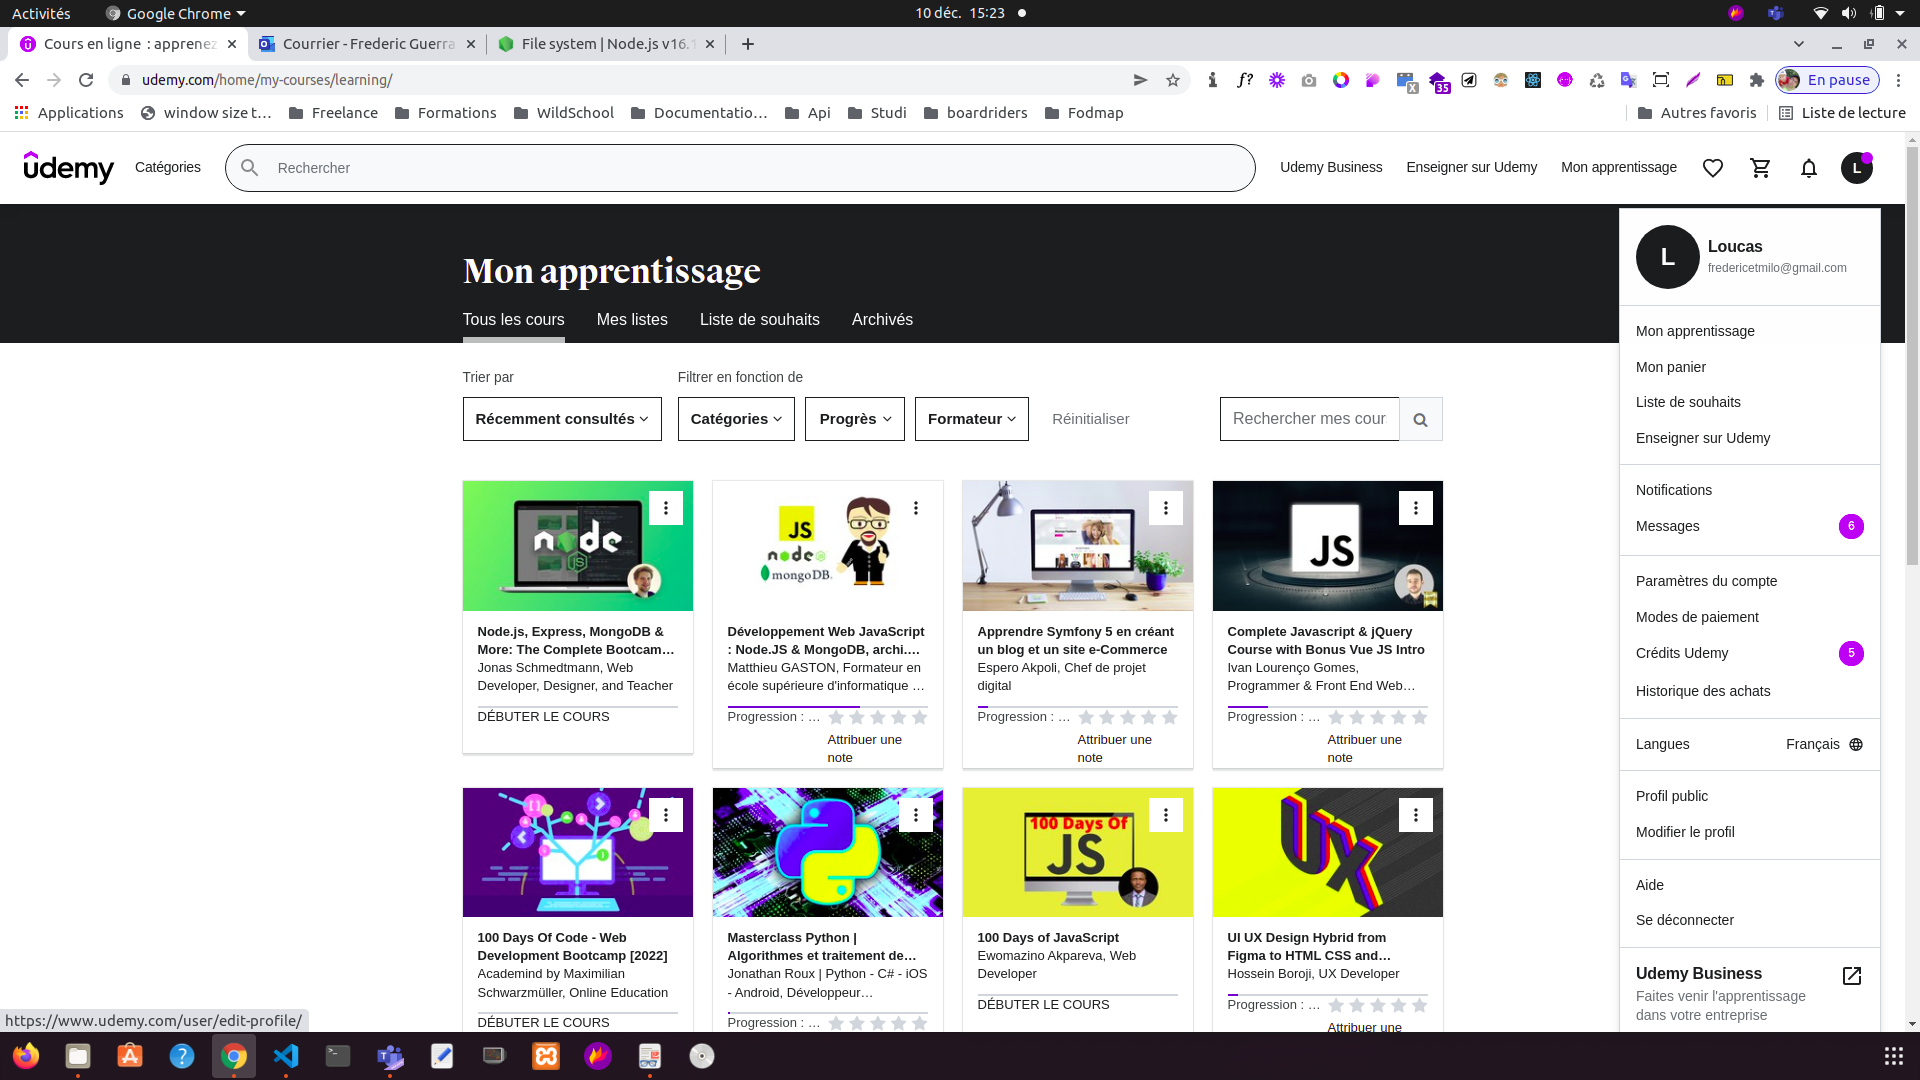 Activités
Google Chrome
10 déc. 15:23
Cours en ligne : apprenez
Courrier - Frederic Guerra
File system | Node.js v16.1
udemy.com/home/my-courses/learning/
X
35
En pause
Applications
window size t…
Freelance
Formations
WildSchool
Documentatio…
Api
Studi
boardriders
Fodmap
Autres favoris
Liste de lecture
udemy
Catégories
Rechercher
Udemy Business
Enseigner sur Udemy
Mon apprentissage
L
Mon apprentissage
Tous les cours
Mes listes
Liste de souhaits
Archivés
Trier par
Filtrer en fonction de
Récemment consultés
Catégories
Progrès
Formateur
Réinitialiser
Rechercher mes cour
node
JS
node
mongoDB
JS
Node.js, Express, MongoDB &
More: The Complete Bootcam…
Jonas Schmedtmann, Web
Developer, Designer, and Teacher
DÉBUTER LE COURS
Développement Web JavaScript
: Node.JS & MongoDB, archi.…
Matthieu GASTON, Formateur en
école supérieure d'informatique …
Progression : …
Attribuer une
note
Apprendre Symfony 5 en créant
un blog et un site e-Commerce
Espero Akpoli, Chef de projet
digital
Progression : …
Attribuer une
note
Complete Javascript & jQuery
Course with Bonus Vue JS Intro
Ivan Lourenço Gomes,
Programmer & Front End Web…
Progression : …
Attribuer une
note
100 Days Of
JS
UX
100 Days Of Code - Web
Development Bootcamp [2022]
Academind by Maximilian
Schwarzmüller, Online Education
DÉBUTER LE COURS
Masterclass Python |
Algorithmes et traitement de…
Jonathan Roux | Python - C# - iOS
- Android, Développeur…
Progression : …
100 Days of JavaScript
Ewomazino Akpareva, Web
Developer
DÉBUTER LE COURS
UI UX Design Hybrid from
Figma to HTML CSS and…
Hossein Boroji, UX Developer
Progression : …
Attribuer une
L
Loucas
fredericetmilo@gmail.com
Mon apprentissage
Mon panier
Liste de souhaits
Enseigner sur Udemy
Notifications
Messages
6
Paramètres du compte
Modes de paiement
Crédits Udemy
5
Historique des achats
Langues
Français
Profil public
Modifier le profil
Aide
Se déconnecter
Udemy Business
Faites venir l'apprentissage
dans votre entreprise
https://www.udemy.com/user/edit-profile/